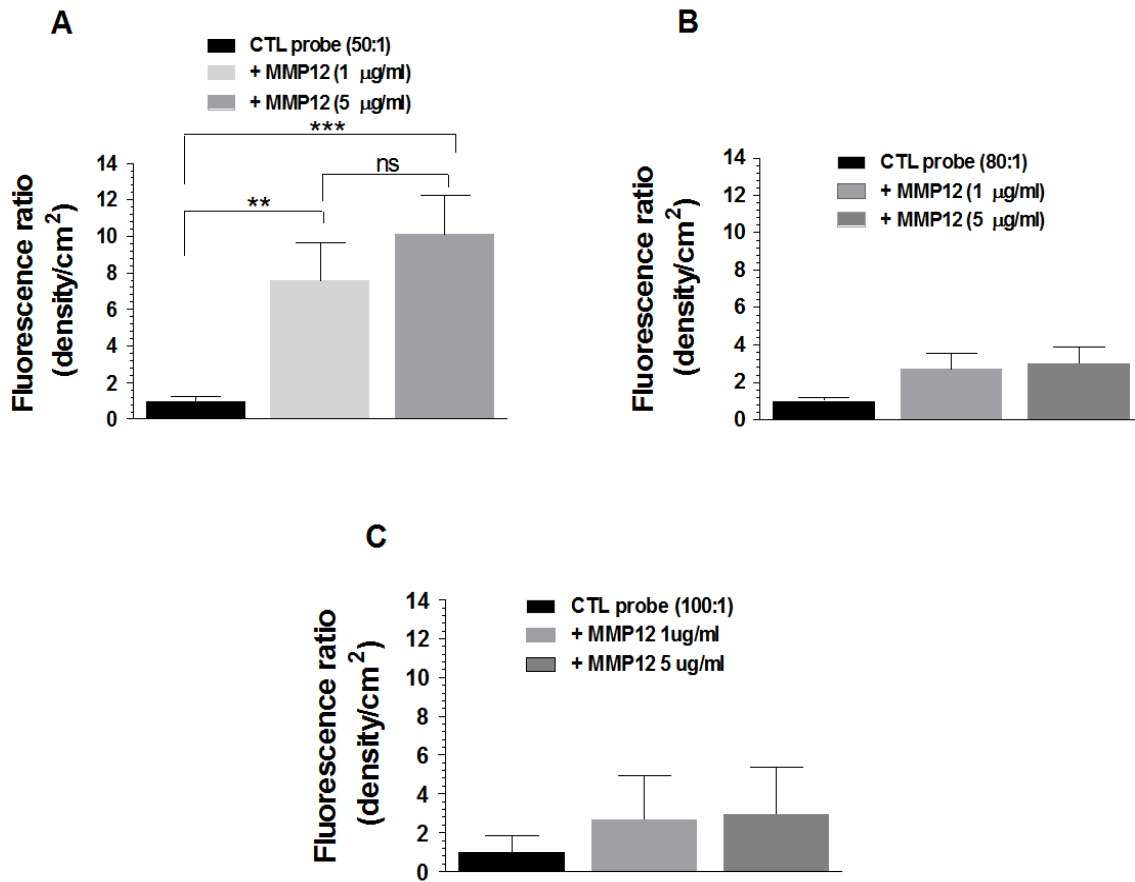 A
CTL probe (50:1)
+ MMP12 (1 μg/ml)
+ MMP12 (5 μg/ml)
***
ns
**
Fluorescence ratio
(density/cm²)
14
12
10
8
6
4
2
0
B
CTL probe (80:1)
+ MMP12 (1 μg/ml)
+ MMP12 (5 μg/ml)
Fluorescence ratio
(density/cm²)
14
12
10
8
6
4
2
0
C
CTL probe (100:1)
+ MMP12 1ug/ml
+ MMP12 5 ug/ml
Fluorescence ratio
(density/cm²)
14
12
10
8
6
4
2
0